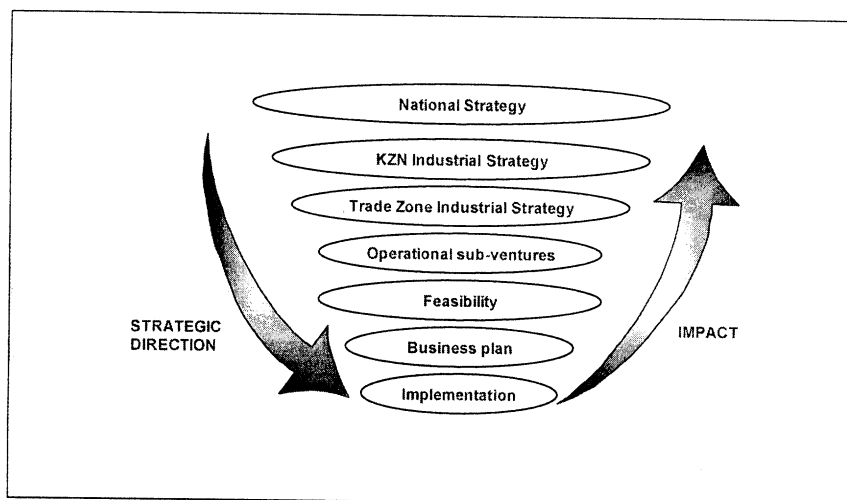 National Strategy
KZN Industrial Strategy
Trade Zone Industrial Strategy
Operational sub-ventures
Feasibility
Business plan
Implementation
STRATEGIC
DIRECTION
IMPACT